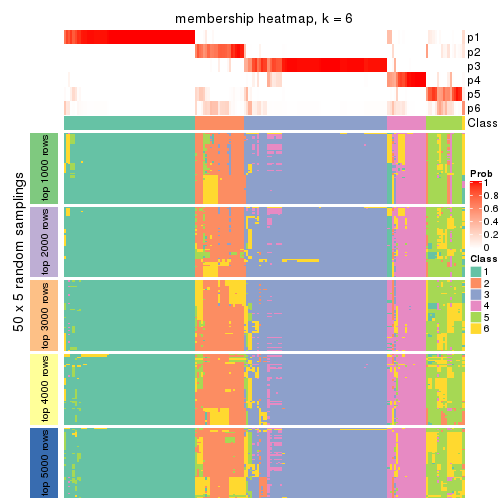 membership heatmap, k = 6
p1
p2
p3
p4
p5
p6
Class
50 x 5 random samplings
top 1000 rows
top 2000 rows
top 3000 rows
top 4000 rows
top 5000 rows
Prob
1
0.8
0.6
0.4
0.2
0
Class
1
2
3
4
5
6